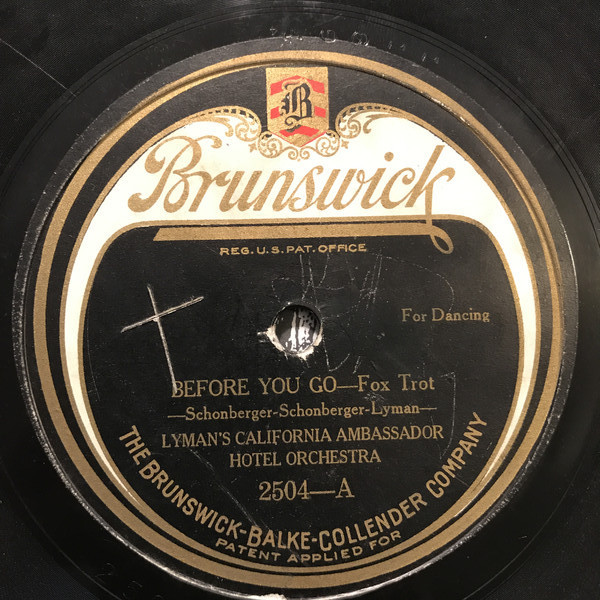 B
Brunswick
REG. U.S. PAT. OFFICE
For Dancing
BEFORE YOU GO—Fox Trot
—Schonberger-Schonberger-Lyman—
LYMAN'S CALIFORNIA AMBASSADOR
HOTEL ORCHESTRA
2504—A
THE BRUNSWICK-BALKE-COLLENDER COMPANY
PATENT APPLIED FOR